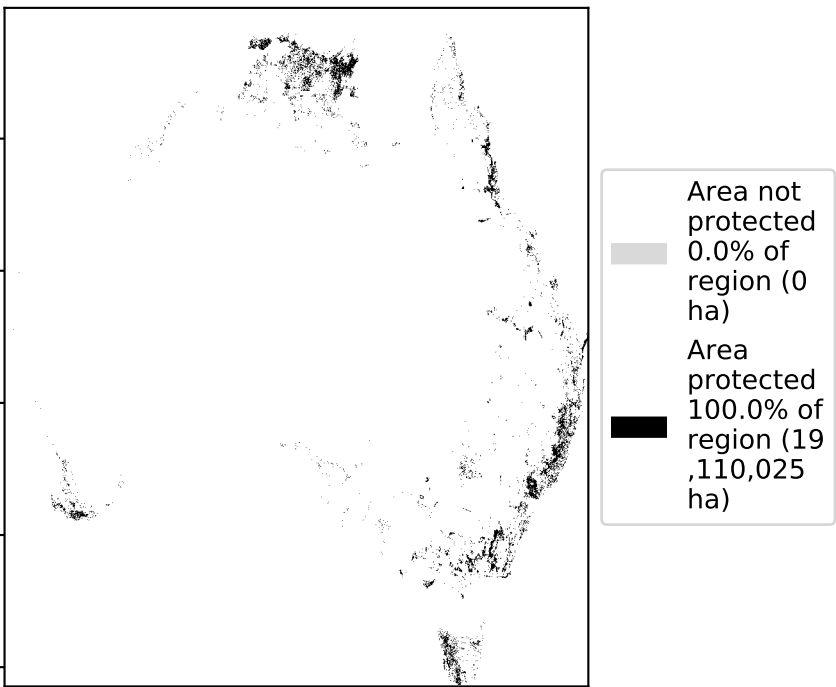 Area not
protected
0.0% of
region (0
ha)
Area
protected
100.0% of
region (19
,110,025
ha)